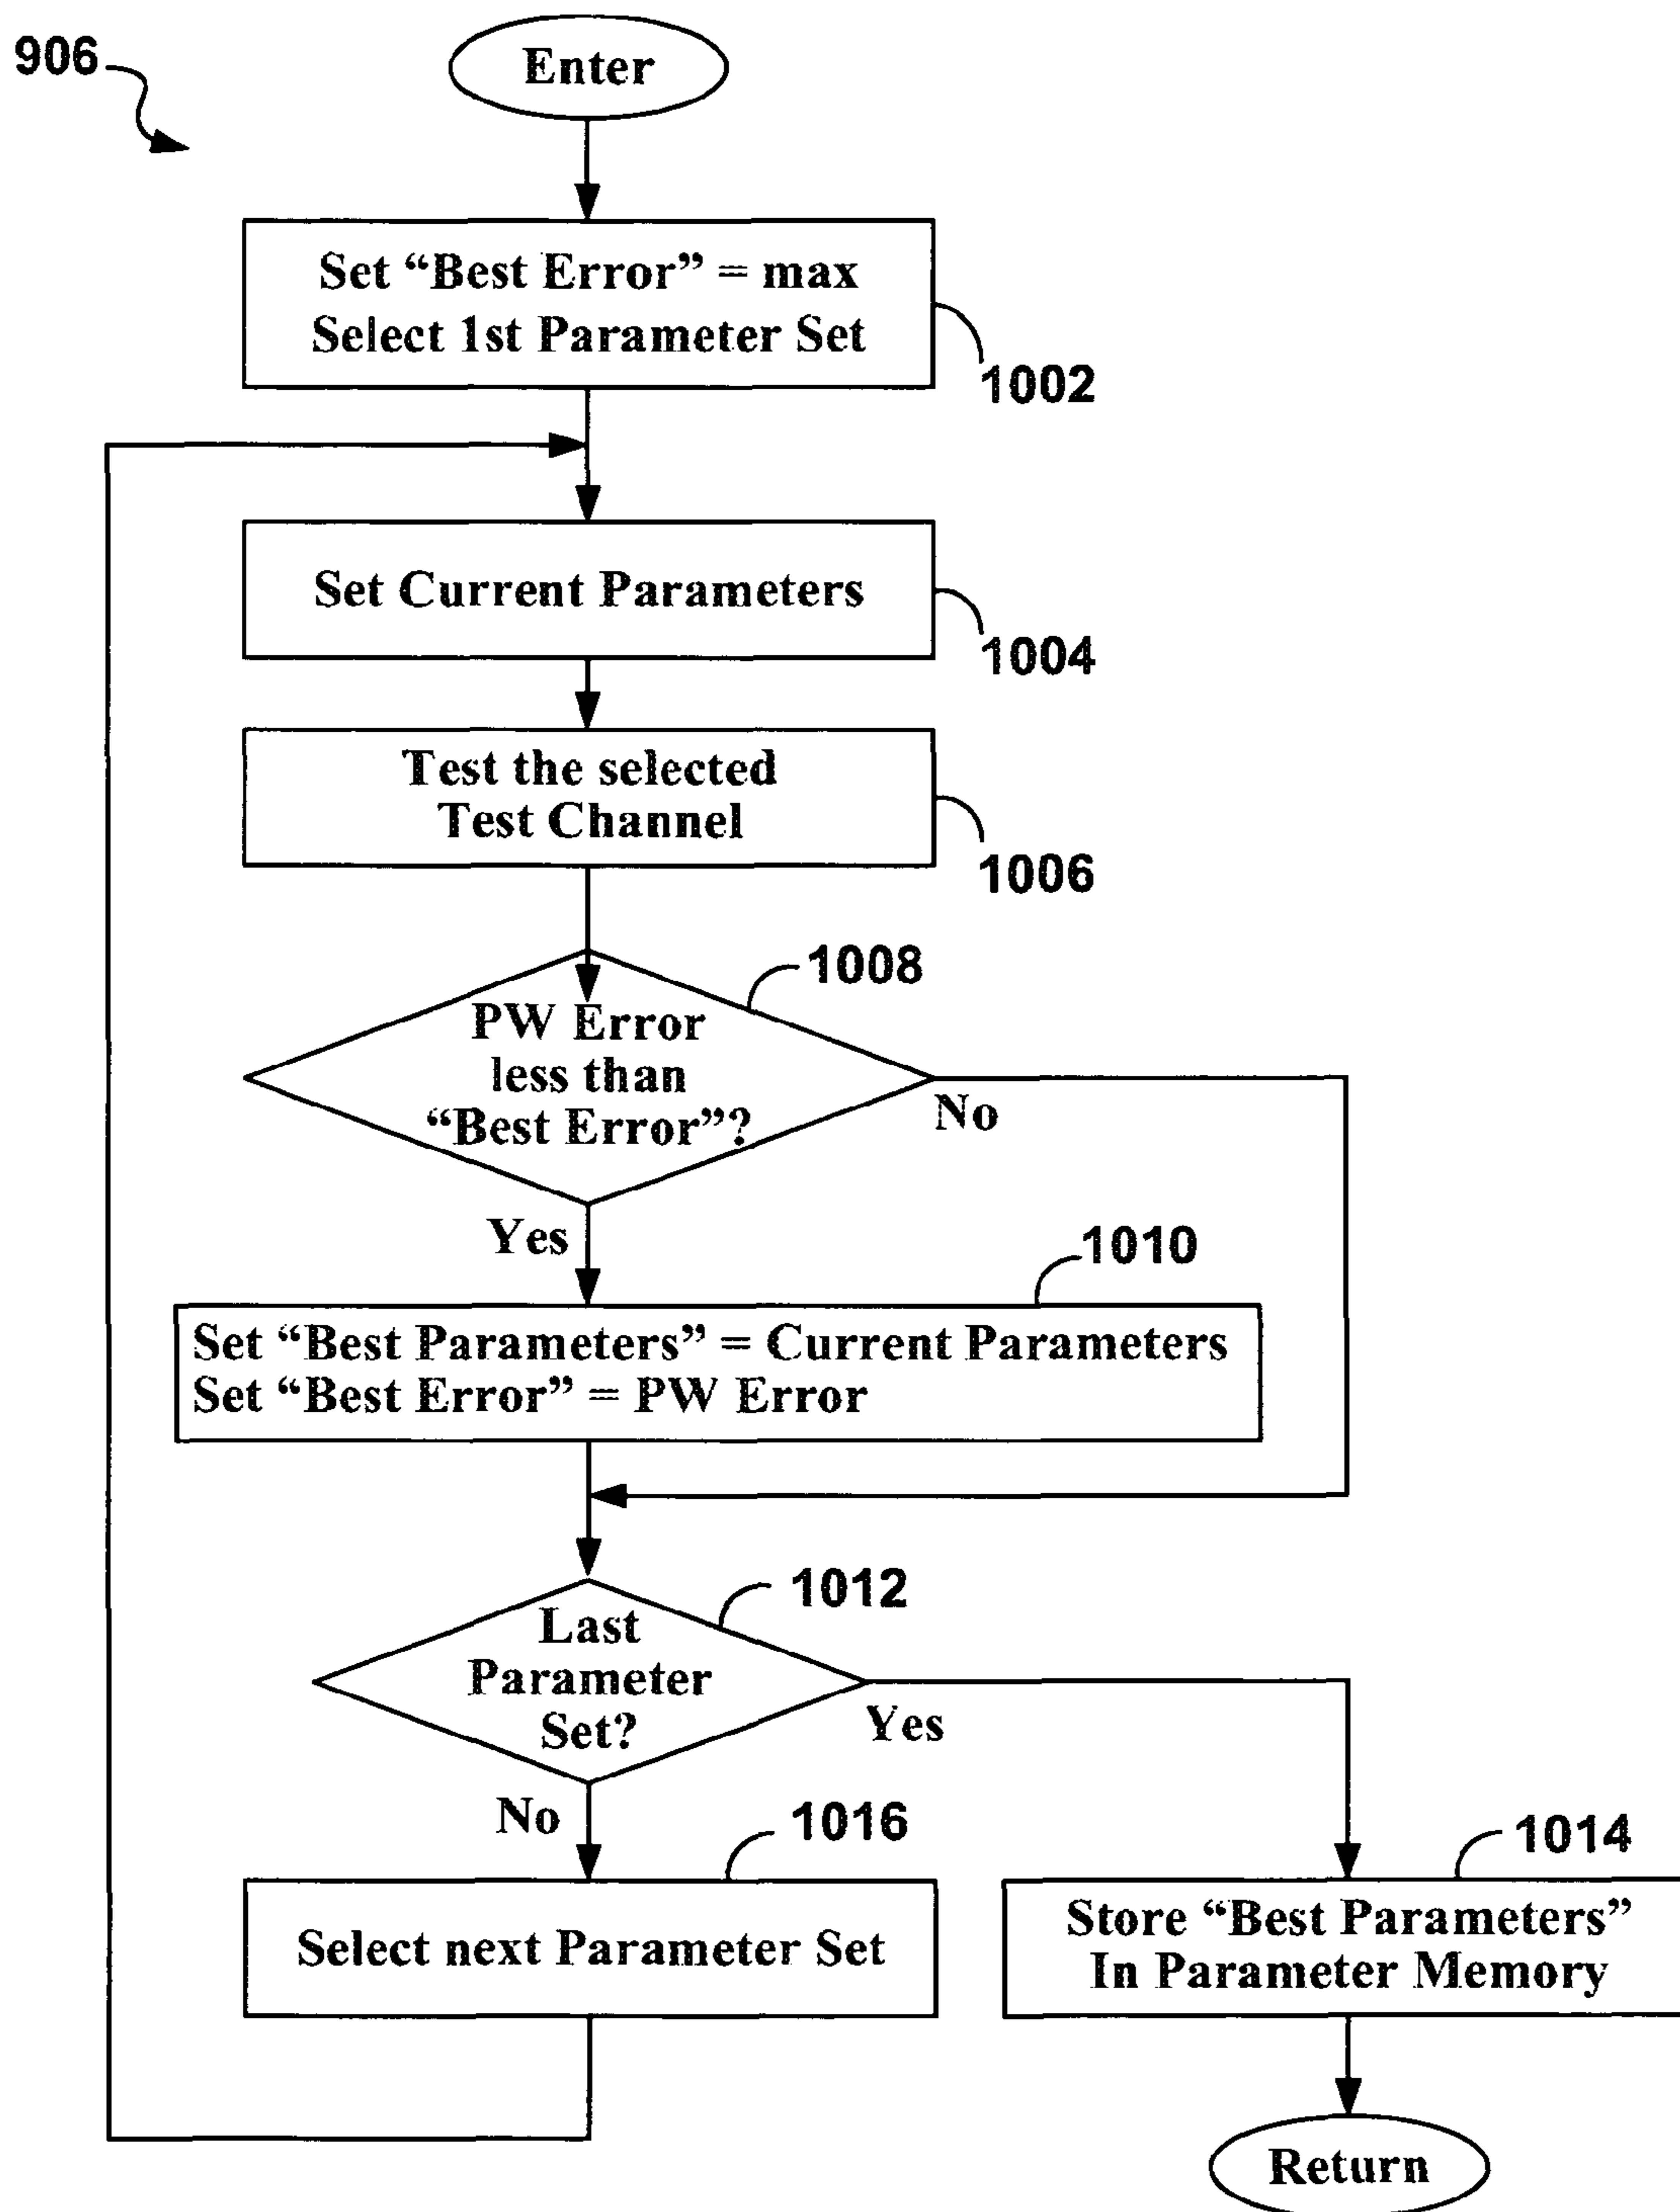 906
Enter
Set “Best Error” = max
Select 1st Parameter Set
1002
Set Current Parameters
1004
Test the selected
Test Channel
1006
1008
PW Error
less than
“Best Error”?
No
Yes
1010
Set “Best Parameters” = Current Parameters
Set “Best Error” = PW Error
1012
Last
Parameter
Set?
Yes
No
1016
1014
Select next Parameter Set
Store “Best Parameters”
In Parameter Memory
Return